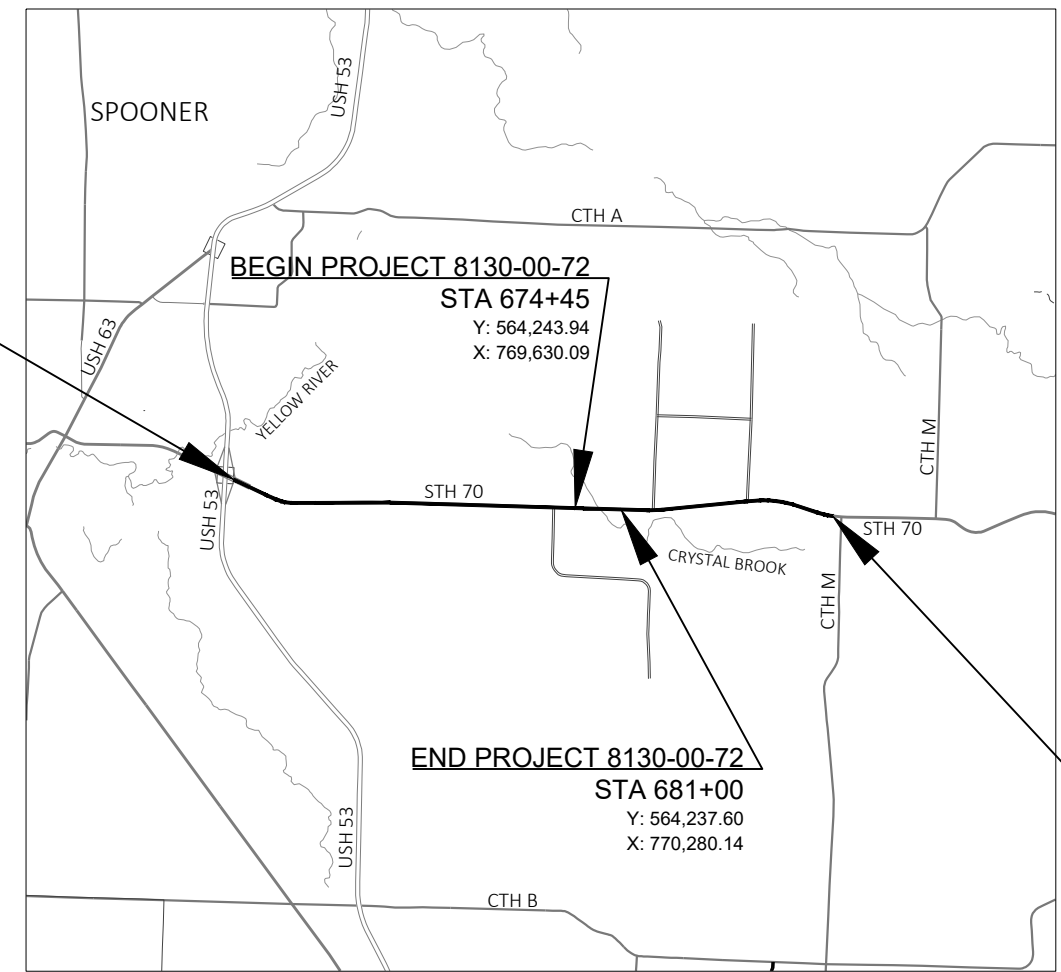 SPOONER
USH 53
CTH A
BEGIN PROJECT 8130-00-72
STA 674+45
Y: 564,243.94
X: 769,630.09
USH 63
YELLOW RIVER
CTH M
STH 70
USH 53
STH 70
CRYSTAL BROOK
CTH M
END PROJECT 8130-00-72
STA 681+00
Y: 564,237.60
X: 770,280.14
USH 53
CTH B